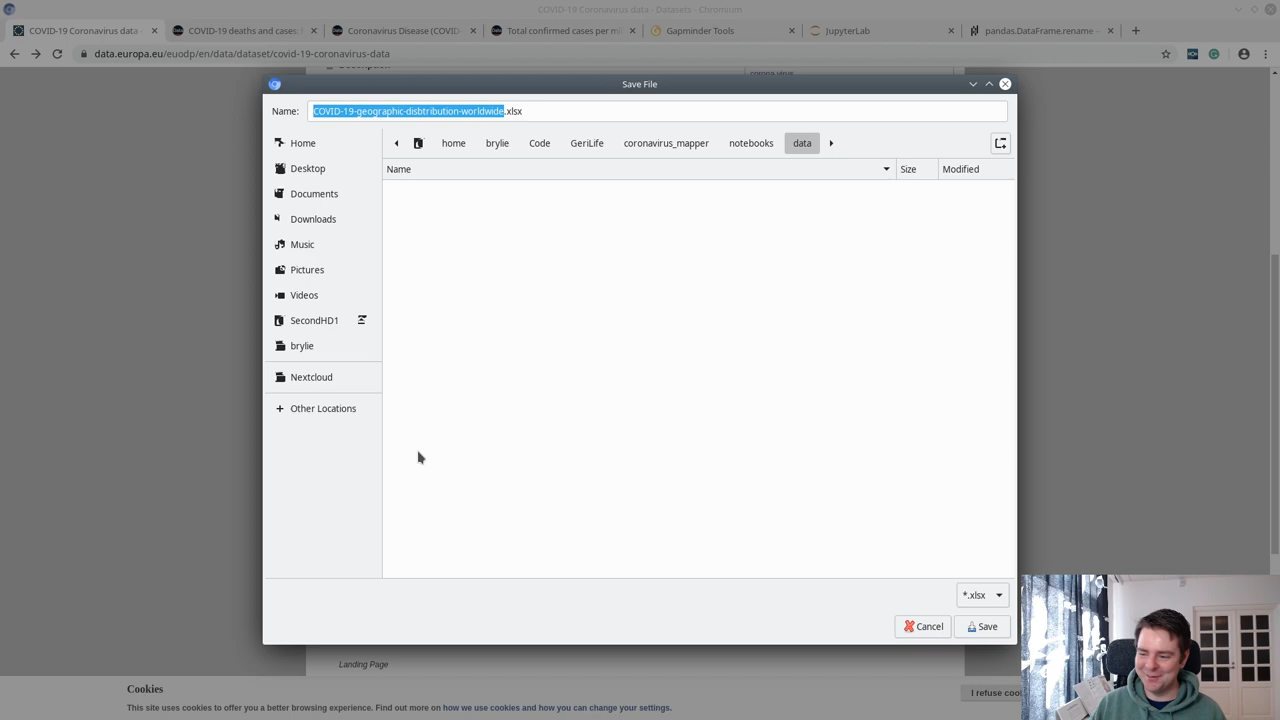 COVID-19 Coronavirus data - Datasets - Chromium
COVID-19 Coronavirus data
COVID-19 deaths and cases:
Coronavirus Disease (COVID-
Total confirmed cases per mi
Gapminder Tools
JupyterLab
pandas.DataFrame.rename —
data.europa.eu/euodp/en/data/dataset/covid-19-coronavirus-data
Save File
Name: COVID-19-geographic-disbtribution-worldwide.xlsx
home brylie Code GeriLife coronavirus_mapper notebooks data
Name Size Modified
Home
Desktop
Documents
Downloads
Music
Pictures
Videos
SecondHD1
brylie
Nextcloud
Other Locations
*.xlsx
Cancel Save
Landing Page
Cookies
I refuse cook
This site uses cookies to offer you a better browsing experience. Find out more on how we use cookies and how you can change your settings.